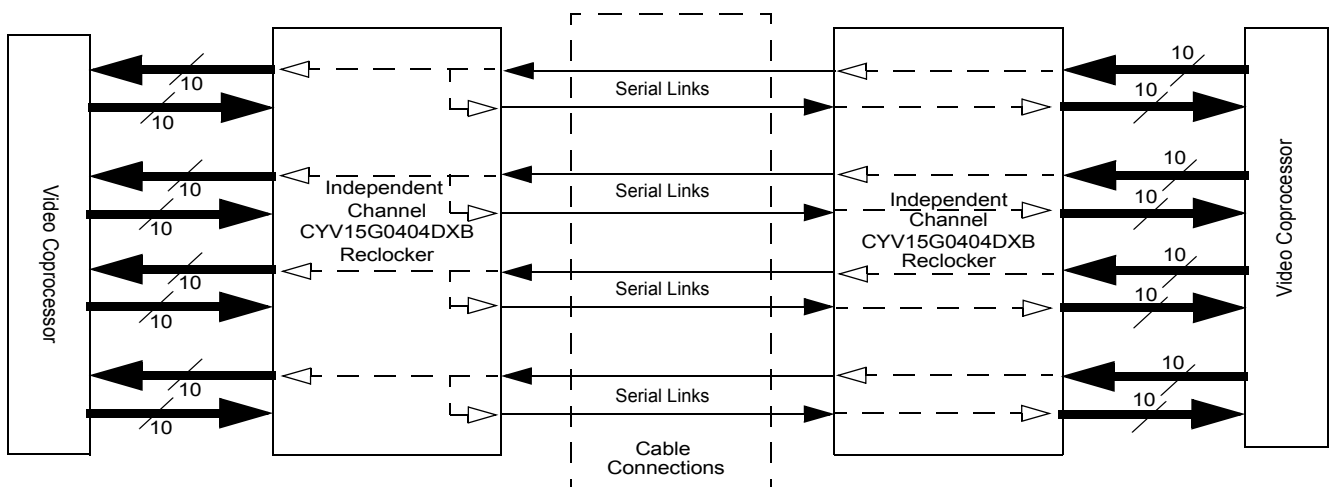 Video Coprocessor
10
10
10
10
10
10
10
10
Independent
Channel
CYV15G0404DXB
Reclocker
Serial Links
Serial Links
Serial Links
Serial Links
Cable
Connections
Independent
Channel
CYV15G0404DXB
Reclocker
10
10
10
10
10
10
10
10
Video Coprocessor